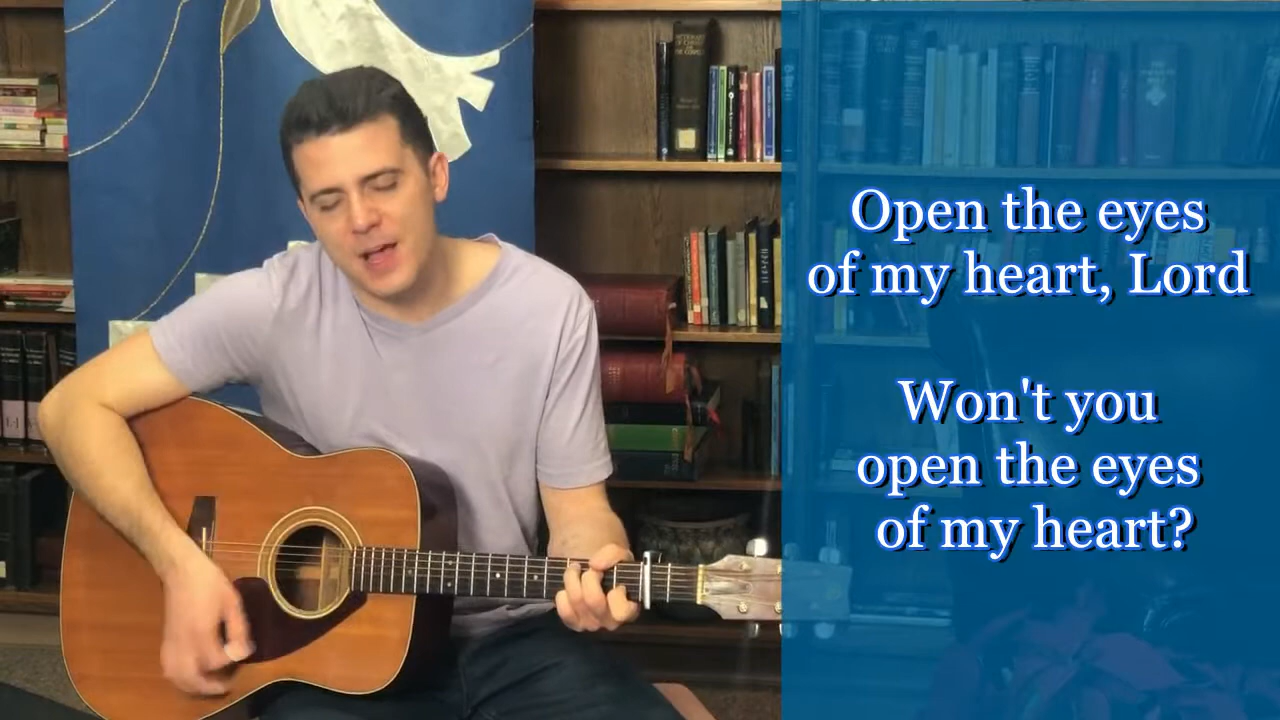 Open the eyes
of my heart, Lord
Won't you
open the eyes
of my heart?